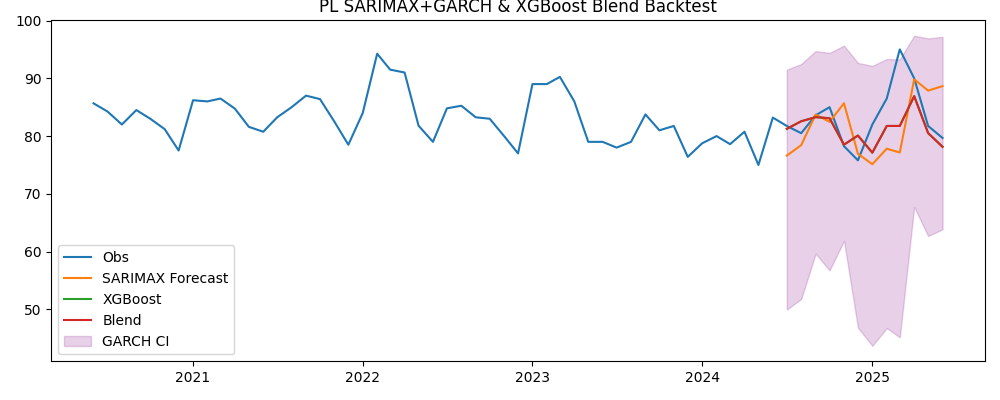 PL SARIMAX+GARCH & XGBoost Blend Backtest
100
90
80
70
60
50
Obs
SARIMAX Forecast
XGBoost
Blend
GARCH CI
2021
2022
2023
2024
2025